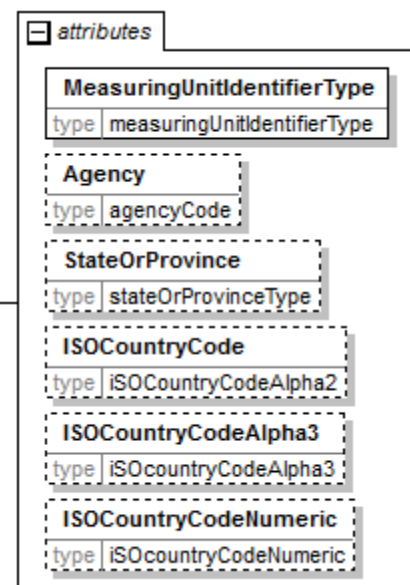 attributes
MeasuringUnitIdentifierType
type measuringUnitIdentifierType
Agency
type agencyCode
StateOrProvince
type stateOrProvinceType
ISOCountryCode
type iSOCountryCodeAlpha2
ISOCountryCodeAlpha3
type iSOcountryCodeAlpha3
ISOCountryCodeNumeric
type iSOcountryCodeNumeric